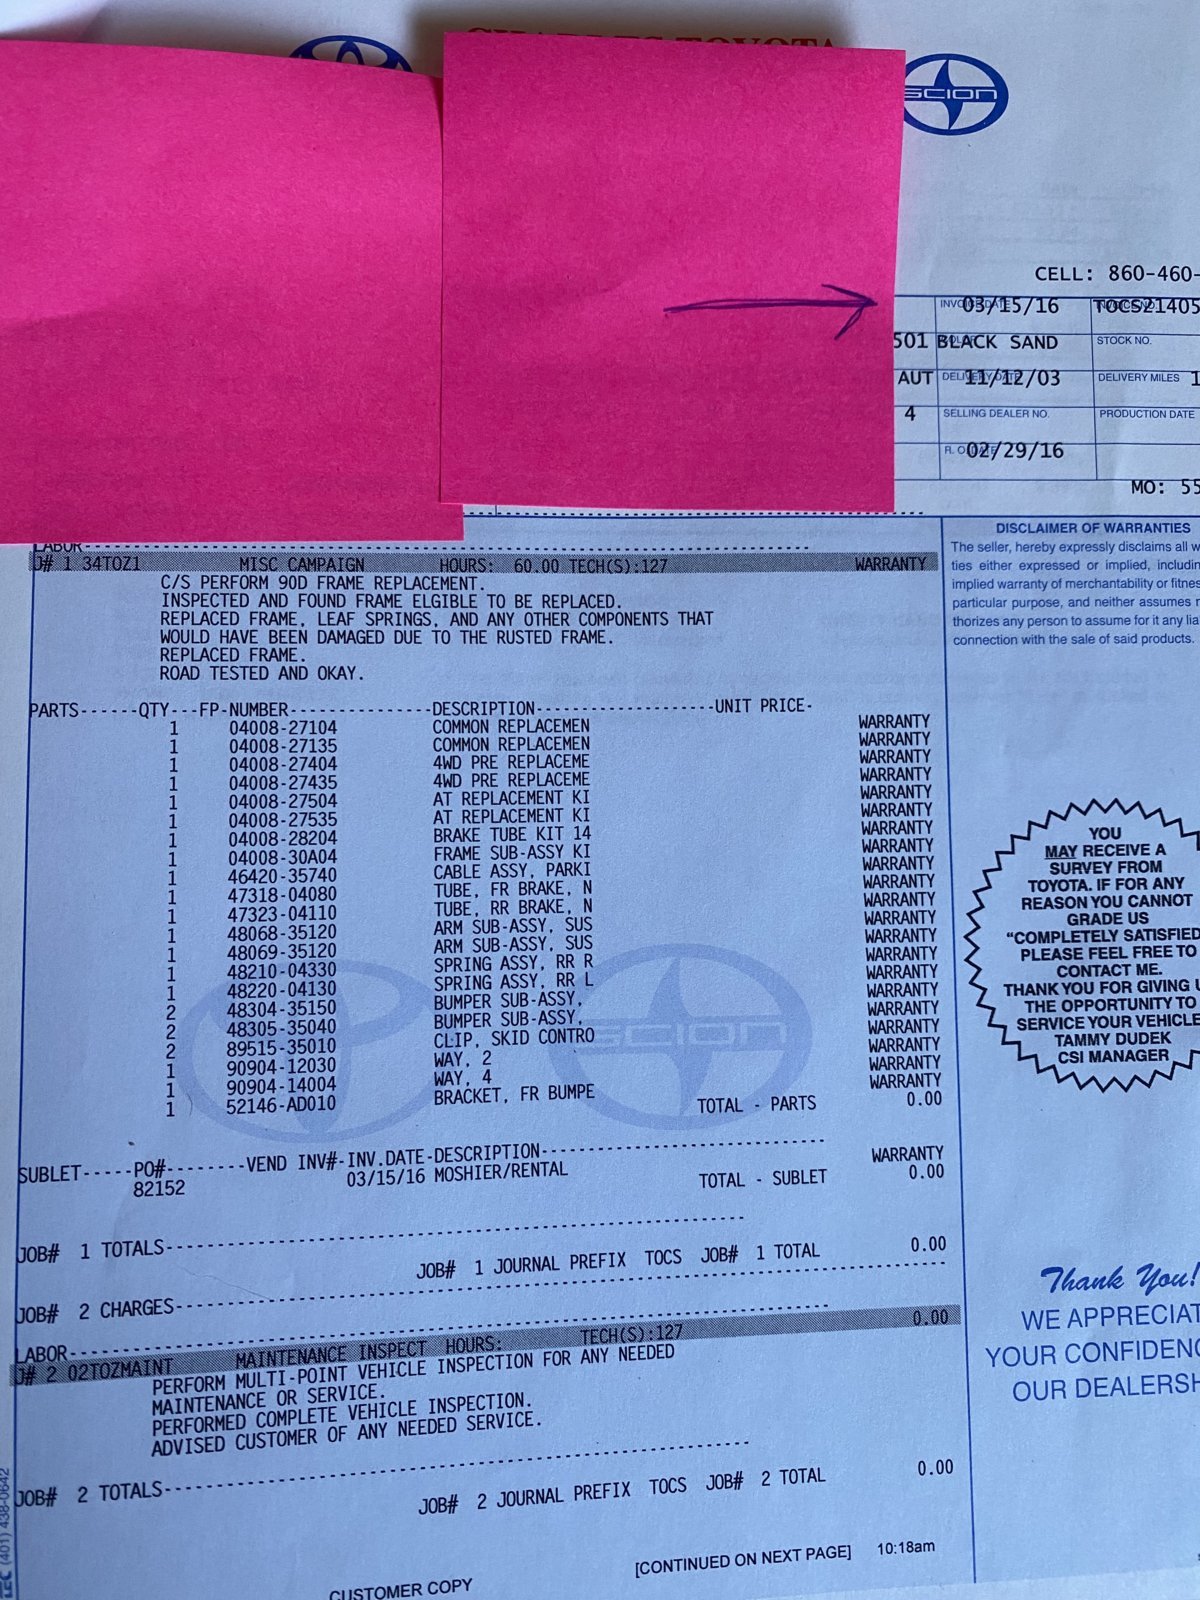 SCION
CELL: 860-460-
INVOICE DATE 03/15/16 TOCS21405
501 BLACK SAND STOCK NO.
AUT DELIVERY DATE 11/12/03 DELIVERY MILES 1
4 SELLING DEALER NO. PRODUCTION DATE
R. O. DATE 02/29/16
MO: 55
LABOR
J# 1 34TOZ1 MISC CAMPAIGN HOURS: 60.00 TECH(S):127 WARRANTY
C/S PERFORM 90D FRAME REPLACEMENT.
INSPECTED AND FOUND FRAME ELGIBLE TO BE REPLACED.
REPLACED FRAME, LEAF SPRINGS, AND ANY OTHER COMPONENTS THAT
WOULD HAVE BEEN DAMAGED DUE TO THE RUSTED FRAME.
REPLACED FRAME.
ROAD TESTED AND OKAY.
PARTS------QTY---FP-NUMBER---------------DESCRIPTION--------------------UNIT PRICE-
1 04008-27104 COMMON REPLACEMEN WARRANTY
1 04008-27135 COMMON REPLACEMEN WARRANTY
1 04008-27404 4WD PRE REPLACEME WARRANTY
1 04008-27435 4WD PRE REPLACEME WARRANTY
1 04008-27504 AT REPLACEMENT KI WARRANTY
1 04008-27535 AT REPLACEMENT KI WARRANTY
1 04008-28204 BRAKE TUBE KIT 14 WARRANTY
1 04008-30A04 FRAME SUB-ASSY KI WARRANTY
1 46420-35740 CABLE ASSY, PARKI WARRANTY
1 47318-04080 TUBE, FR BRAKE, N WARRANTY
1 47323-04110 TUBE, RR BRAKE, N WARRANTY
1 48068-35120 ARM SUB-ASSY, SUS WARRANTY
1 48069-35120 ARM SUB-ASSY, SUS WARRANTY
1 48210-04330 SPRING ASSY, RR R WARRANTY
1 48220-04130 SPRING ASSY, RR L WARRANTY
2 48304-35150 BUMPER SUB-ASSY, WARRANTY
2 48305-35040 BUMPER SUB-ASSY, WARRANTY
2 89515-35010 CLIP, SKID CONTRO WARRANTY
1 90904-12030 WAY, 2 WARRANTY
1 90904-14004 WAY, 4 WARRANTY
1 52146-AD010 BRACKET, FR BUMPE WARRANTY
TOTAL - PARTS 0.00
SUBLET-----PO#--------VEND INV#-INV.DATE-DESCRIPTION
82152 03/15/16 MOSHIER/RENTAL WARRANTY
TOTAL - SUBLET 0.00
JOB# 1 TOTALS
JOB# 1 JOURNAL PREFIX TOCS JOB# 1 TOTAL 0.00
JOB# 2 CHARGES
LABOR
J# 2 02TOZMAINT MAINTENANCE INSPECT HOURS: TECH(S):127 0.00
PERFORM MULTI-POINT VEHICLE INSPECTION FOR ANY NEEDED
MAINTENANCE OR SERVICE.
PERFORMED COMPLETE VEHICLE INSPECTION.
ADVISED CUSTOMER OF ANY NEEDED SERVICE.
JOB# 2 TOTALS
JOB# 2 JOURNAL PREFIX TOCS JOB# 2 TOTAL 0.00
[CONTINUED ON NEXT PAGE] 10:18am
CUSTOMER COPY
DISCLAIMER OF WARRANTIES
The seller, hereby expressly disclaims all w
ties either expressed or implied, includin
implied warranty of merchantability or fitnes
particular purpose, and neither assumes
thorizes any person to assume for it any lia
connection with the sale of said products.
YOU
MAY RECEIVE A
SURVEY FROM
TOYOTA. IF FOR ANY
REASON YOU CANNOT
GRADE US
"COMPLETELY SATISFIED
PLEASE FEEL FREE TO
CONTACT ME.
THANK YOU FOR GIVING U
THE OPPORTUNITY TO
SERVICE YOUR VEHICLE
TAMMY DUDEK
CSI MANAGER
Thank You!
WE APPRECIAT
YOUR CONFIDENC
OUR DEALERSH
SCION
(401) 438-0642